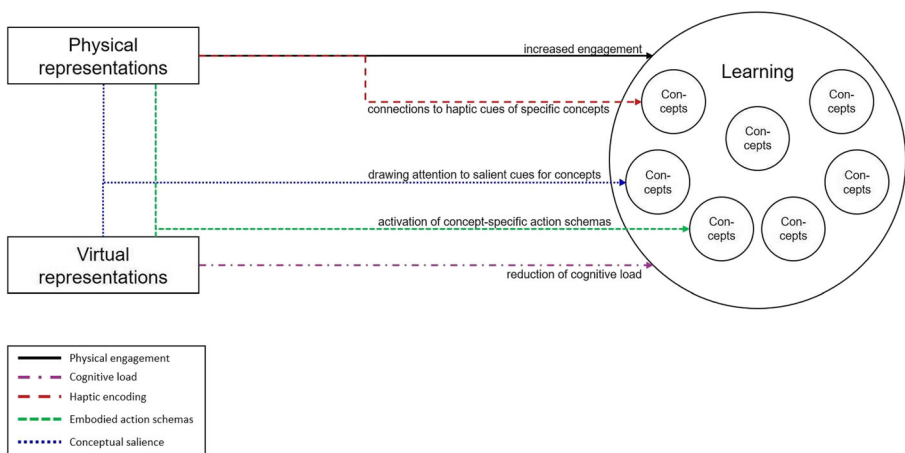 Physical
representations
increased engagement
Learning
Con-
cepts
Con-
cepts
Con-
cepts
connections to haptic cues of specific concepts
drawing attention to salient cues for concepts
Con-
cepts
Con-
cepts
activation of concept-specific action schemas
Con-
cepts
Con-
cepts
Virtual
representations
reduction of cognitive load
Physical engagement
Cognitive load
Haptic encoding
Embodied action schemas
Conceptual salience